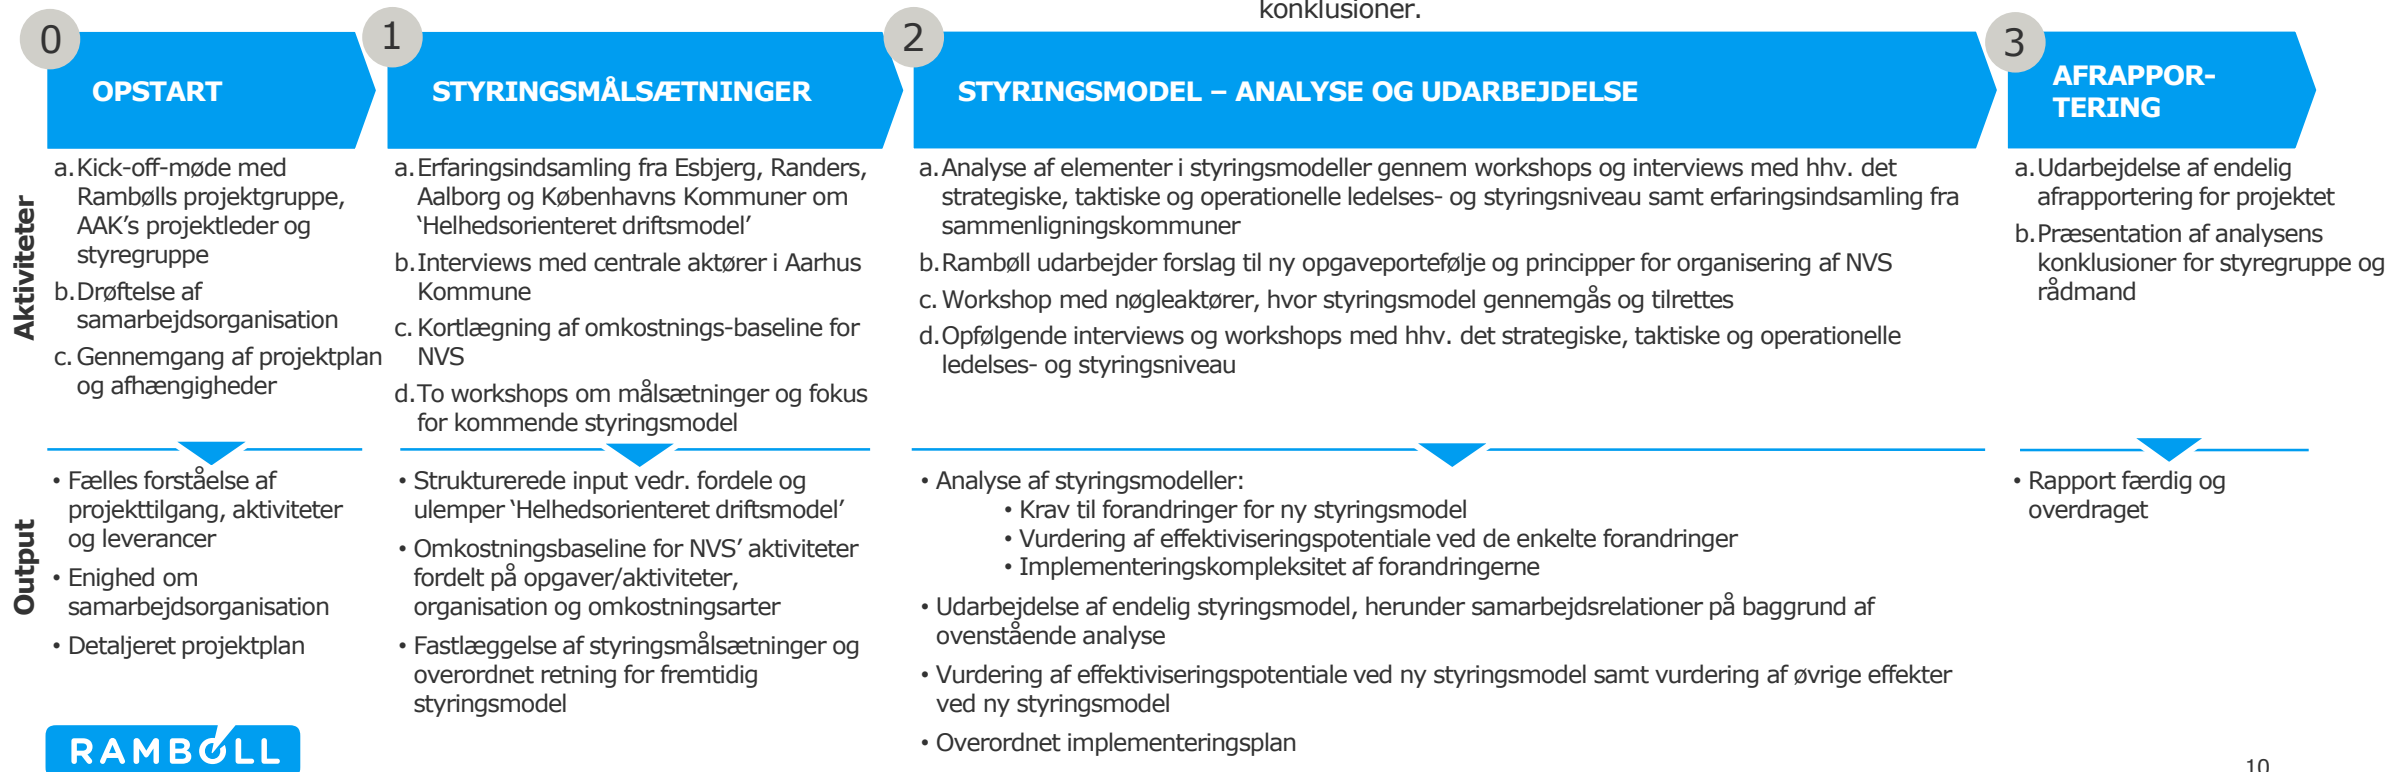 konklusioner.
0
OPSTART
1
STYRINGSMÅLSÆTNINGER
2
STYRINGSMODEL – ANALYSE OG UDARBEJDELSE
3
AFRAPPOR-
TERING
Aktiviteter
a. Kick-off-møde med
Rambølls projektgruppe,
AAK’s projektleder og
styregruppe
b. Drøftelse af
samarbejdsorganisation
c. Gennemgang af projektplan
og afhængigheder
a. Erfaringsindsamling fra Esbjerg, Randers,
Aalborg og Københavns Kommuner om
‘Helhedsorienteret driftsmodel’
b. Interviews med centrale aktører i Aarhus
Kommune
c. Kortlægning af omkostnings-baseline for
NVS
d. To workshops om målsætninger og fokus
for kommende styringsmodel
a. Analyse af elementer i styringsmodeller gennem workshops og interviews med hhv. det
strategiske, taktiske og operationelle ledelses- og styringsniveau samt erfaringsindsamling fra
sammenligningskommuner
b. Rambøll udarbejder forslag til ny opgaveportefølje og principper for organisering af NVS
c. Workshop med nøgleaktører, hvor styringsmodel gennemgås og tilrettes
d. Opfølgende interviews og workshops med hhv. det strategiske, taktiske og operationelle
ledelses- og styringsniveau
a. Udarbejdelse af endelig
afrapportering for projektet
b. Præsentation af analysens
konklusioner for styregruppe og
rådmand
Output
• Fælles forståelse af
projekttilgang, aktiviteter
og leverancer
• Enighed om
samarbejdsorganisation
• Detaljeret projektplan
• Strukturerede input vedr. fordele og
ulemper ‘Helhedsorienteret driftsmodel’
• Omkostningsbaseline for NVS’ aktiviteter
fordelt på opgaver/aktiviteter,
organisation og omkostningsarter
• Fastlæggelse af styringsmålsætninger og
overordnet retning for fremtidig
styringsmodel
• Analyse af styringsmodeller:
• Krav til forandringer for ny styringsmodel
• Vurdering af effektiviseringspotentiale ved de enkelte forandringer
• Implementeringskompleksitet af forandringerne
• Udarbejdelse af endelig styringsmodel, herunder samarbejdsrelationer på baggrund af
ovenstående analyse
• Vurdering af effektiviseringspotentiale ved ny styringsmodel samt vurdering af øvrige effekter
ved ny styringsmodel
• Overordnet implementeringsplan
• Rapport færdig og
overdraget
RAMBØLL
10